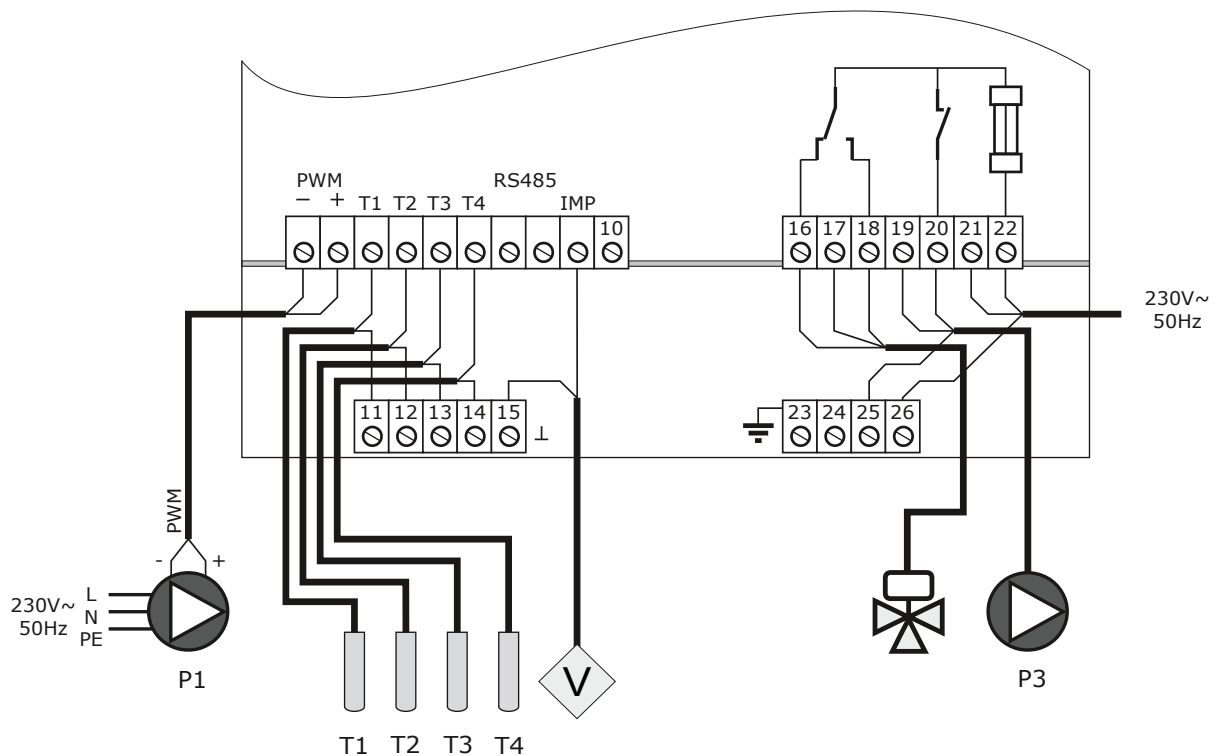 PWM
− +
T1 T2 T3 T4
RS485
IMP
10
16 17 18 19 20 21 22
230V~
50Hz
11 12 13 14 15
⊥
23 24 25 26
PWM
- +
230V~
50Hz
L
N
PE
P1
T1 T2 T3 T4
V
P3